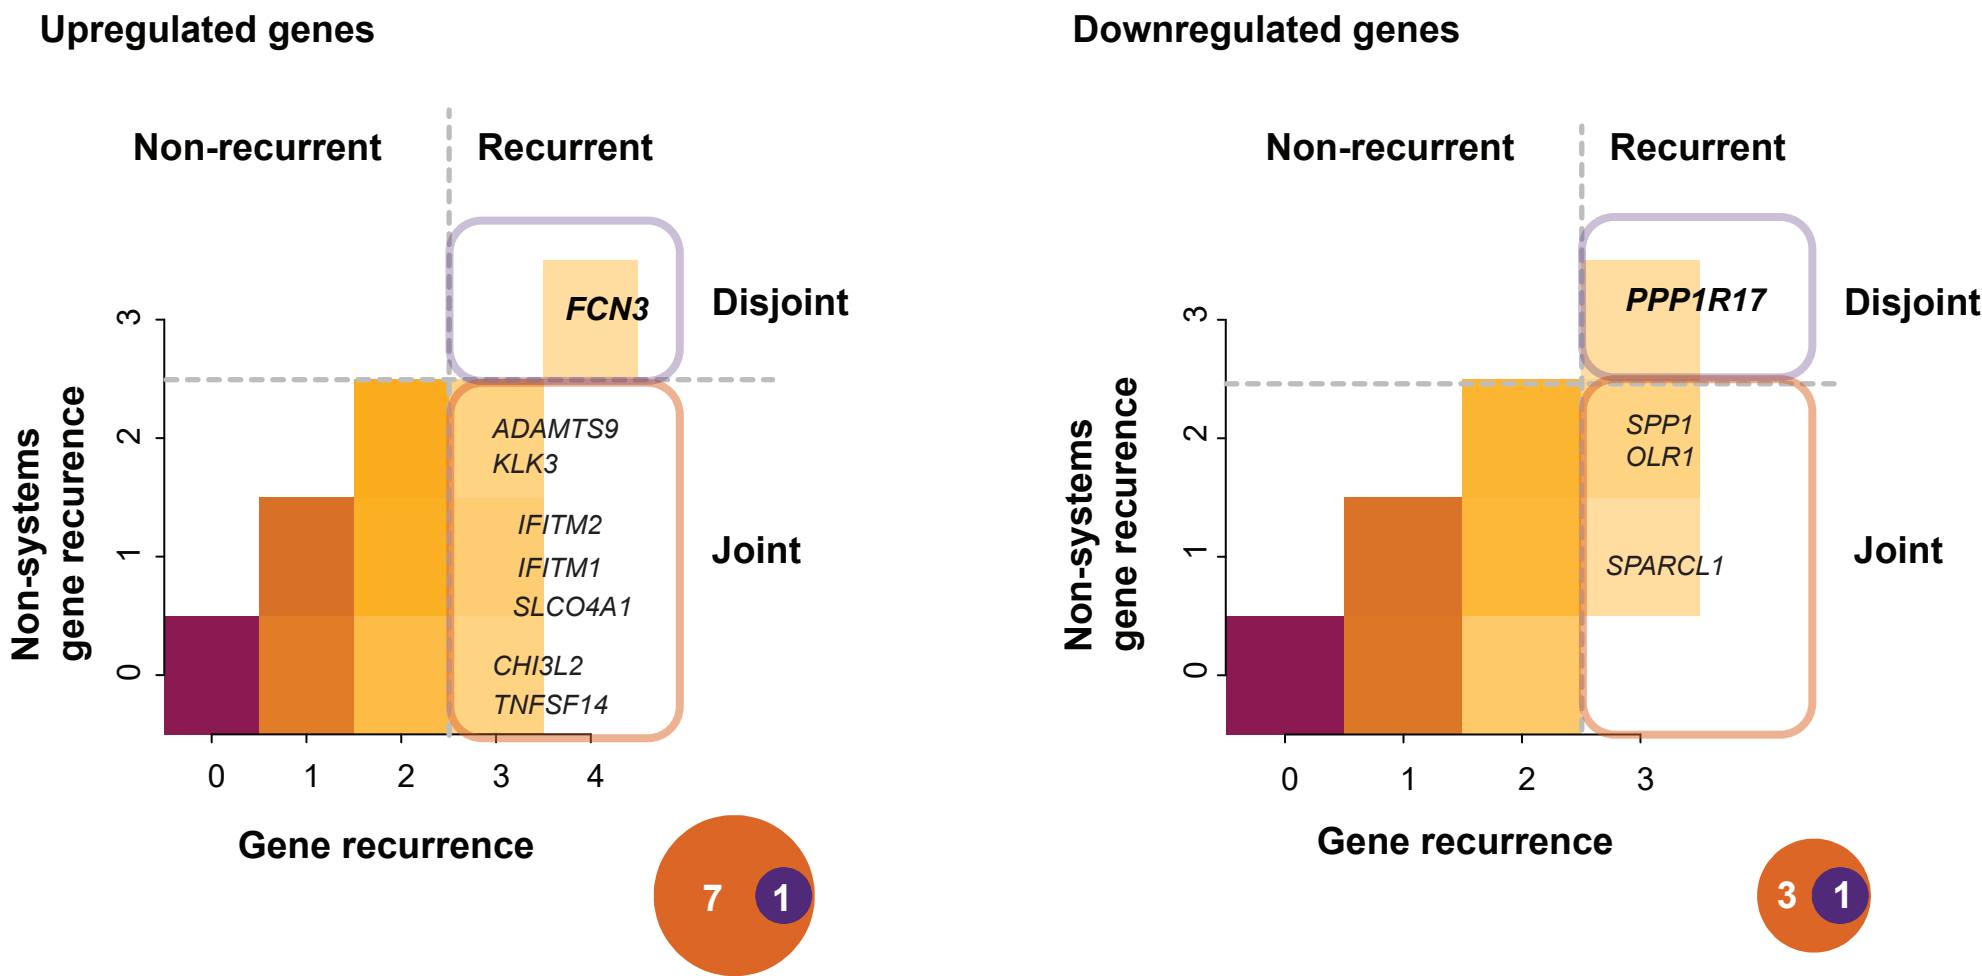 Upregulated genes
Non-recurrent
Recurrent
FCN3
Disjoint
ADAMTS9
KLK3
IFITM2
IFITM1
SLCO4A1
CHI3L2
TNFSF14
Joint
Non-systems
gene recurence
3
2
1
0
0 1 2 3 4
Gene recurrence
7 1
Downregulated genes
Non-recurrent
Recurrent
PPP1R17
Disjoint
SPP1
OLR1
SPARCL1
Joint
Non-systems
gene recurence
3
2
1
0
0 1 2 3
Gene recurrence
3 1